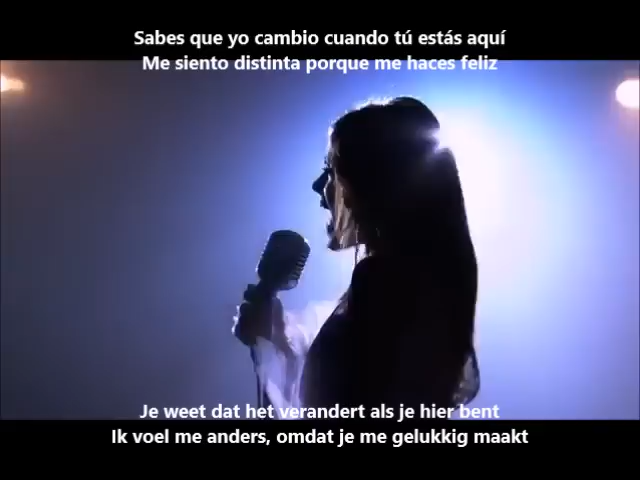 Sabes que yo cambio cuando tú estás aquí
Me siento distinta porque me haces feliz
Je weet dat het verandert als je hier bent
Ik voel me anders, omdat je me gelukkig maakt